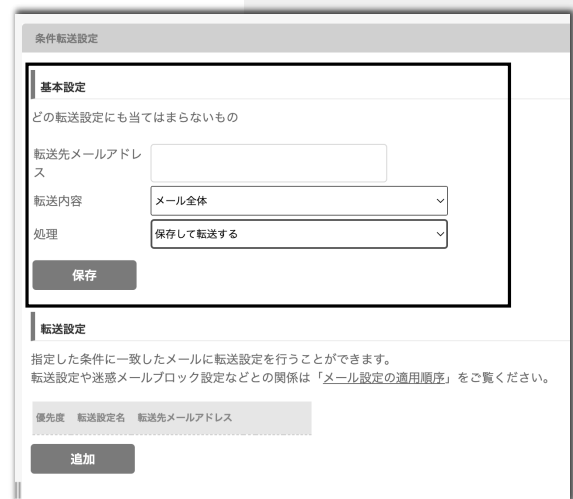 条件転送設定
基本設定
どの転送設定にも当てはまらないもの
転送先メールアドレ
ス
転送内容
メール全体
処理
保存して転送する
保存
転送設定
指定した条件に一致したメールに転送設定を行うことができます。
転送設定や迷惑メールブロック設定などとの関係は「メール設定の適用順序」をご覧ください。
優先度 転送設定名 転送先メールアドレス
追加